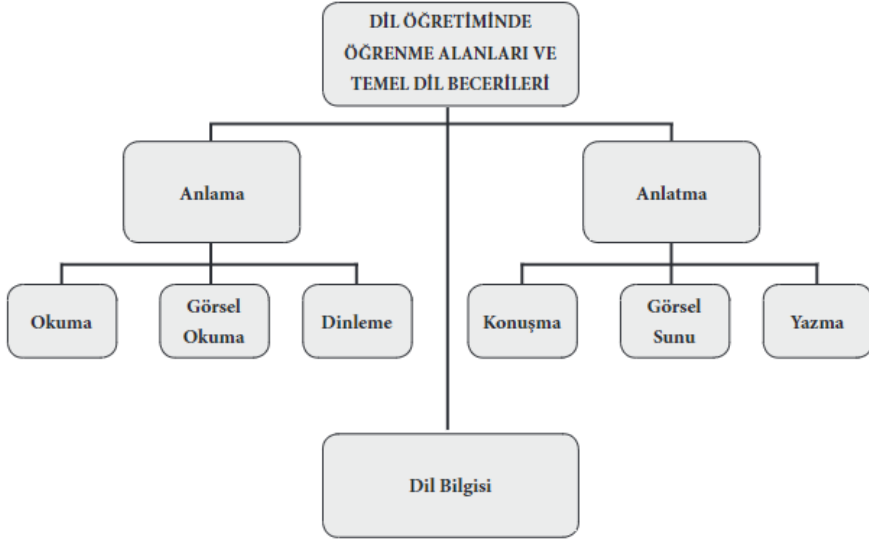 DİL ÖĞRETİMİNDE
ÖĞRENME ALANLARI VE
TEMEL DİL BECERİLERİ
Anlama
Anlatma
Okuma
Görsel
Okuma
Dinleme
Konuşma
Görsel
Sunu
Yazma
Dil Bilgisi